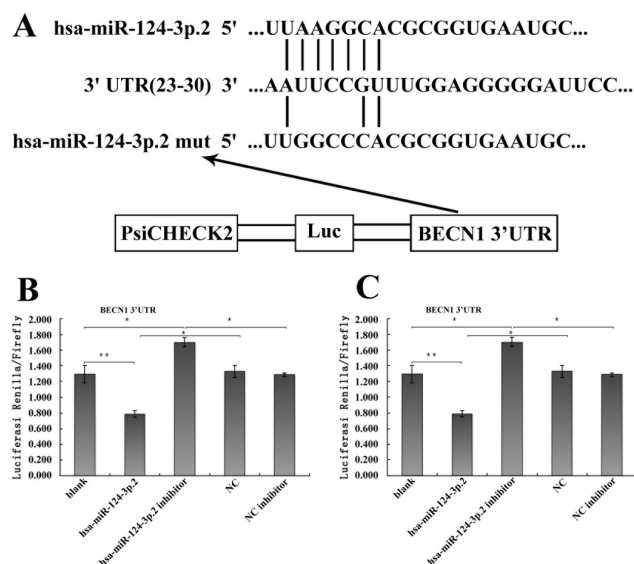 A
hsa-miR-124-3p.2 5' ...UUAAGGCACGCGGUGAAUGC...
3' UTR(23-30) 3' ...AAUUCCGUUUGGAGGGGGAUUCC...
hsa-miR-124-3p.2 mut 5' ...UUGGCCCACGCGGUGAAUGC...
PsiCHECK2 Luc BECN1 3'UTR
B
BECN1 3'UTR
Luciferasi Renilla/Firefly
2.000
1.800
1.600
1.400
1.200
1.000
0.800
0.600
0.400
0.200
0.000
* *
*
**
blank
hsa-miR-124-3p.2
hsa-miR-124-3p.2 inhibitor
NC
NC inhibitor
C
BECN1 3'UTR
Luciferasi Renilla/Firefly
2.000
1.800
1.600
1.400
1.200
1.000
0.800
0.600
0.400
0.200
0.000
* *
*
**
blank
hsa-miR-124-3p.2
hsa-miR-124-3p.2 inhibitor
NC
NC inhibitor